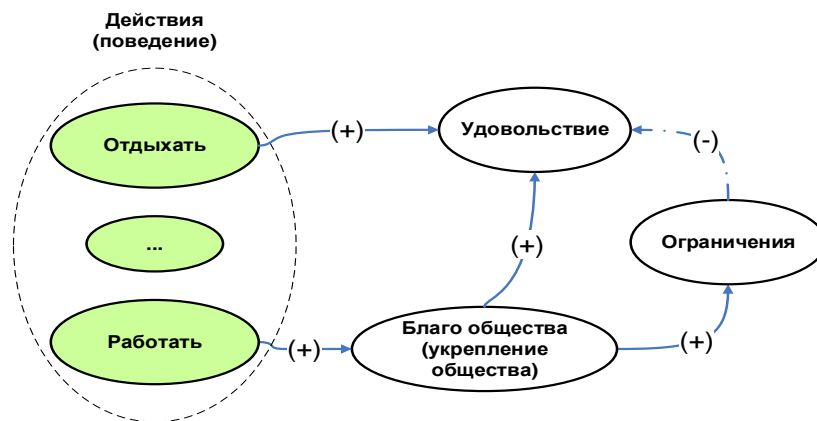 Действия
(поведение)
Отдыхать
(+)
Удовольствие
(-)
...
(+)
Ограничения
Работать
(+)
Благо общества
(укрепление
общества)
(+)